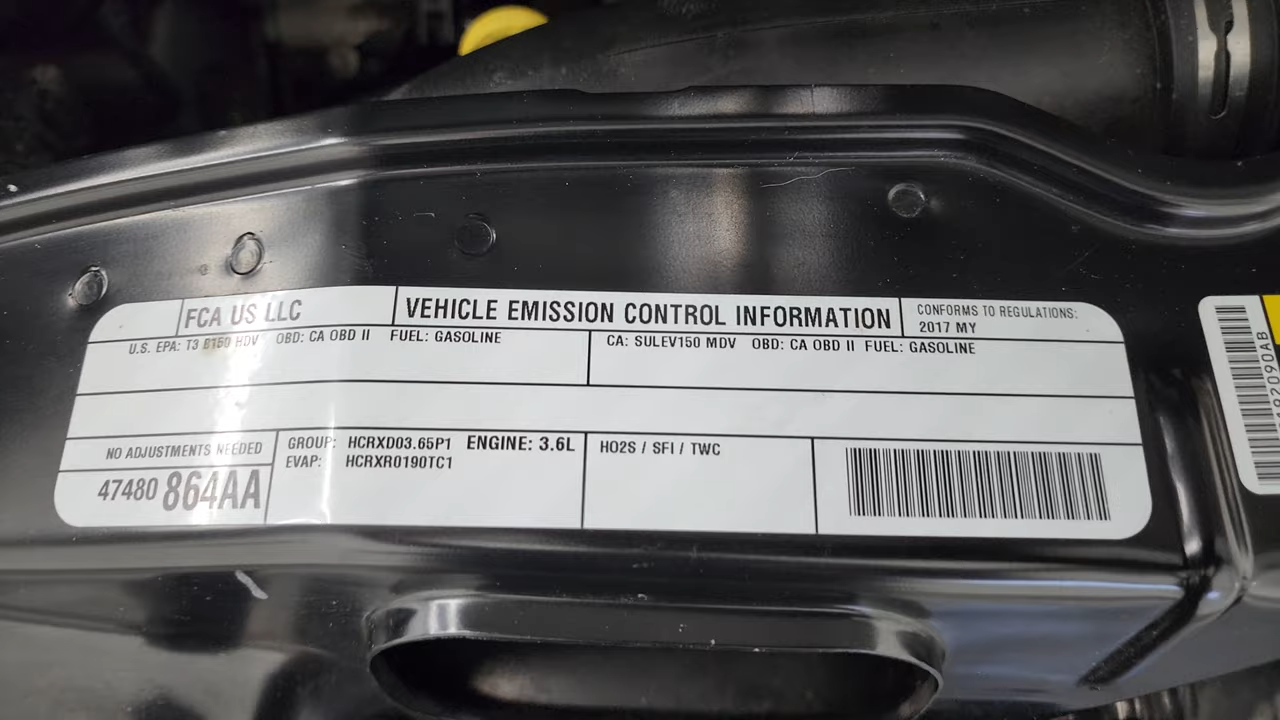 FCA US LLC
VEHICLE EMISSION CONTROL INFORMATION
CONFORMS TO REGULATIONS:
2017 MY
U.S. EPA: T3 B150 HDV OBD: CA OBD II FUEL: GASOLINE
CA: SULEV150 MDV OBD: CA OBD II FUEL: GASOLINE
NO ADJUSTMENTS NEEDED
47480 864AA
GROUP: HCRXD03.65P1 ENGINE: 3.6L
EVAP: HCRXR0190TC1
HO2S / SFI / TWC